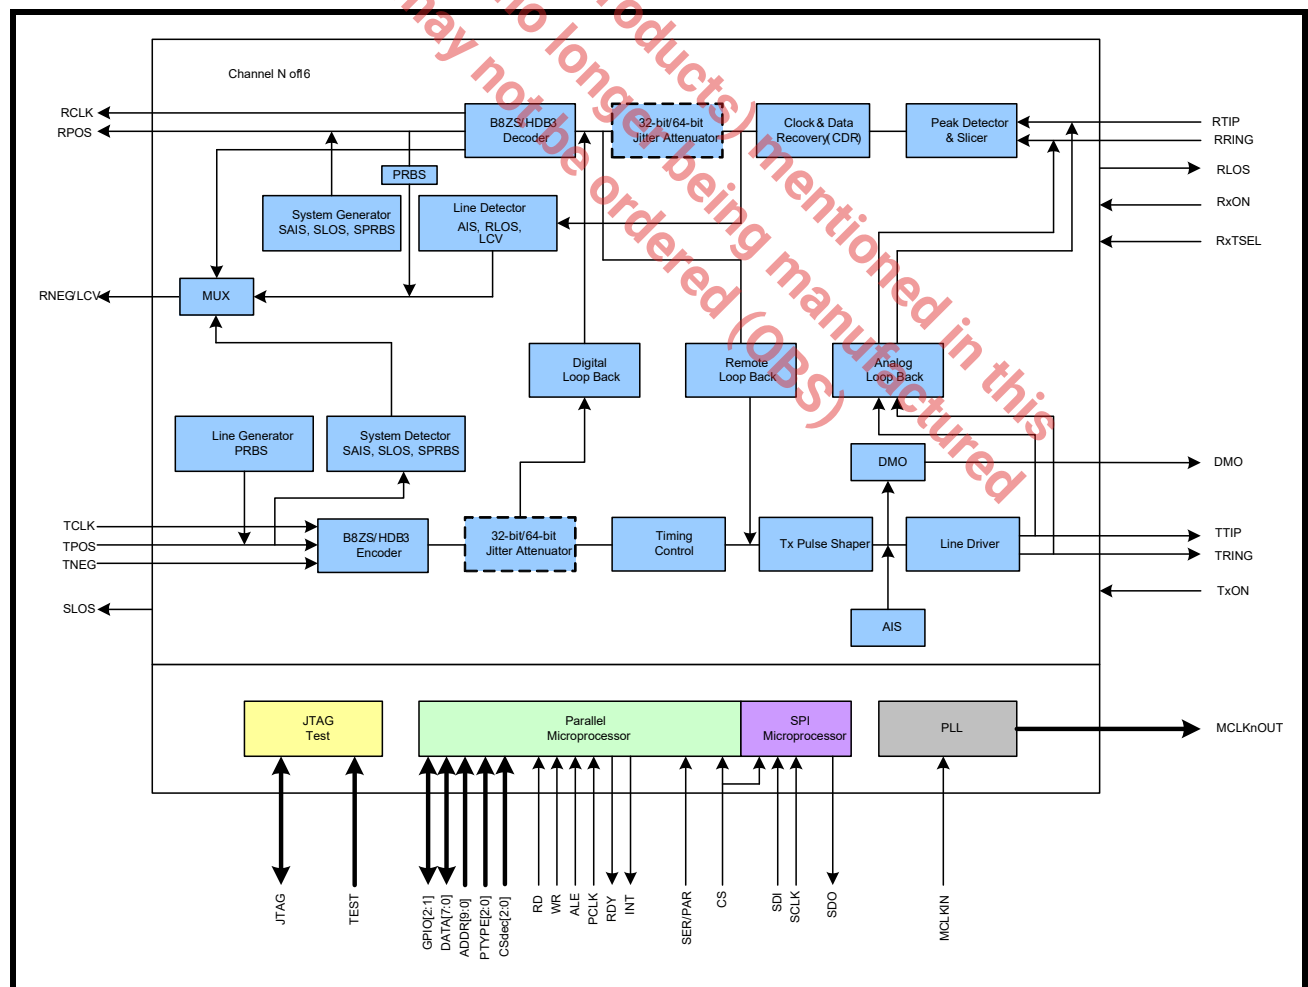 Channel N of16
RCLK
RPOS
B8ZS/HDB3
Decoder
32-bit/64-bit
Jitter Attenuator
Clock & Data
Recovery(CDR)
Peak Detector
& Slicer
RTIP
RRING
RLOS
RxON
RxTSEL
PRBS
System Generator
SAIS, SLOS, SPRBS
Line Detector
AIS, RLOS,
LCV
RNEG/LCV
MUX
Digital
Loop Back
Remote
Loop Back
Analog
Loop Back
Line Generator
PRBS
System Detector
SAIS, SLOS, SPRBS
DMO
DMO
TCLK
TPOS
TNEG
B8ZS/HDB3
Encoder
32-bit/64-bit
Jitter Attenuator
Timing
Control
Tx Pulse Shaper
Line Driver
TTIP
TRING
TxON
SLOS
AIS
JTAG
Test
Parallel
Microprocessor
SPI
Microprocessor
PLL
MCLKnOUT
JTAG
TEST
GPIO[2:1]
DATA[7:0]
ADDR[9:0]
PTYPE[2:0]
CSdec[2:0]
RD
WR
ALE
PCLK
RDY
INT
SER/PAR
CS
SDI
SCLK
SDO
MCLKIN
roducts) mentioned in this
no longer being manufactured
may not be ordered (OBS)